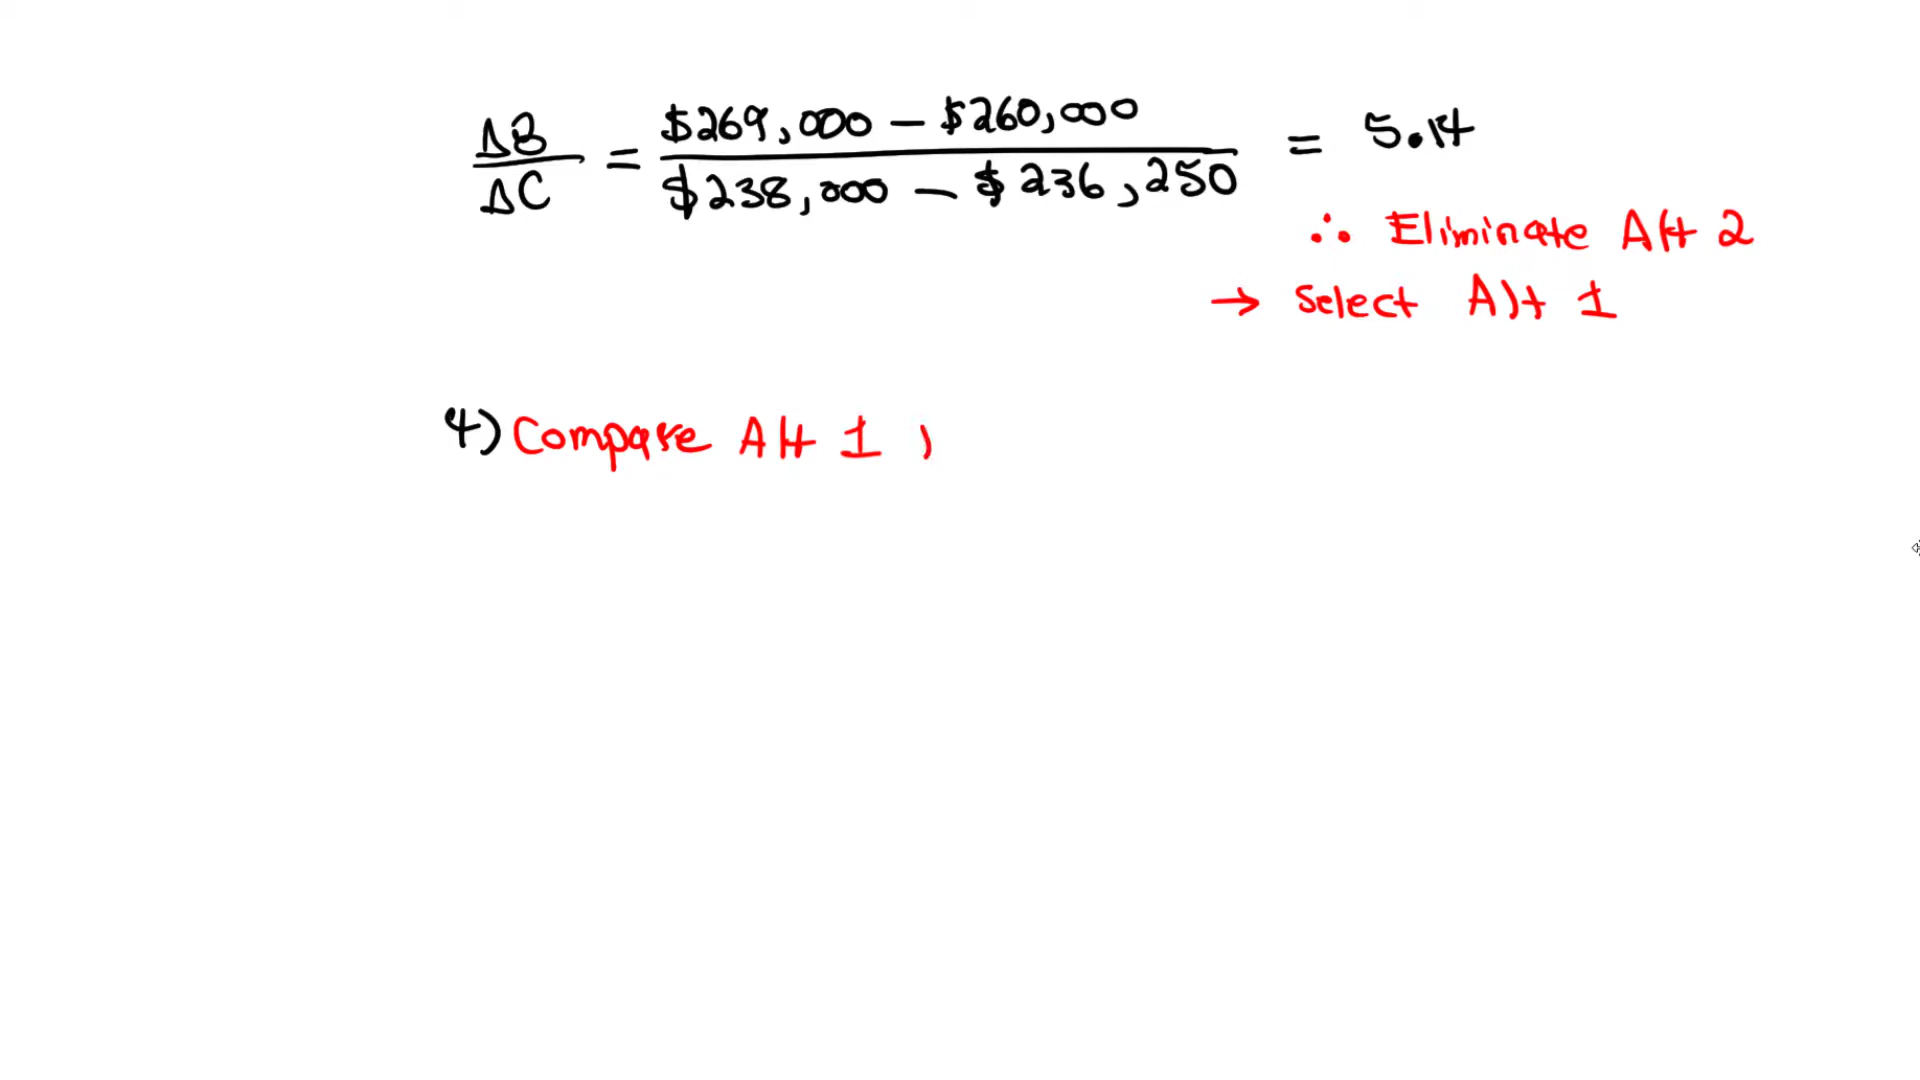 ΔB/ΔC = $269,000 - $260,000 / $238,000 - $236,250 = 5.14
∴ Eliminate Alt 2
→ Select Alt 1
4) Compare Alt 1 ,